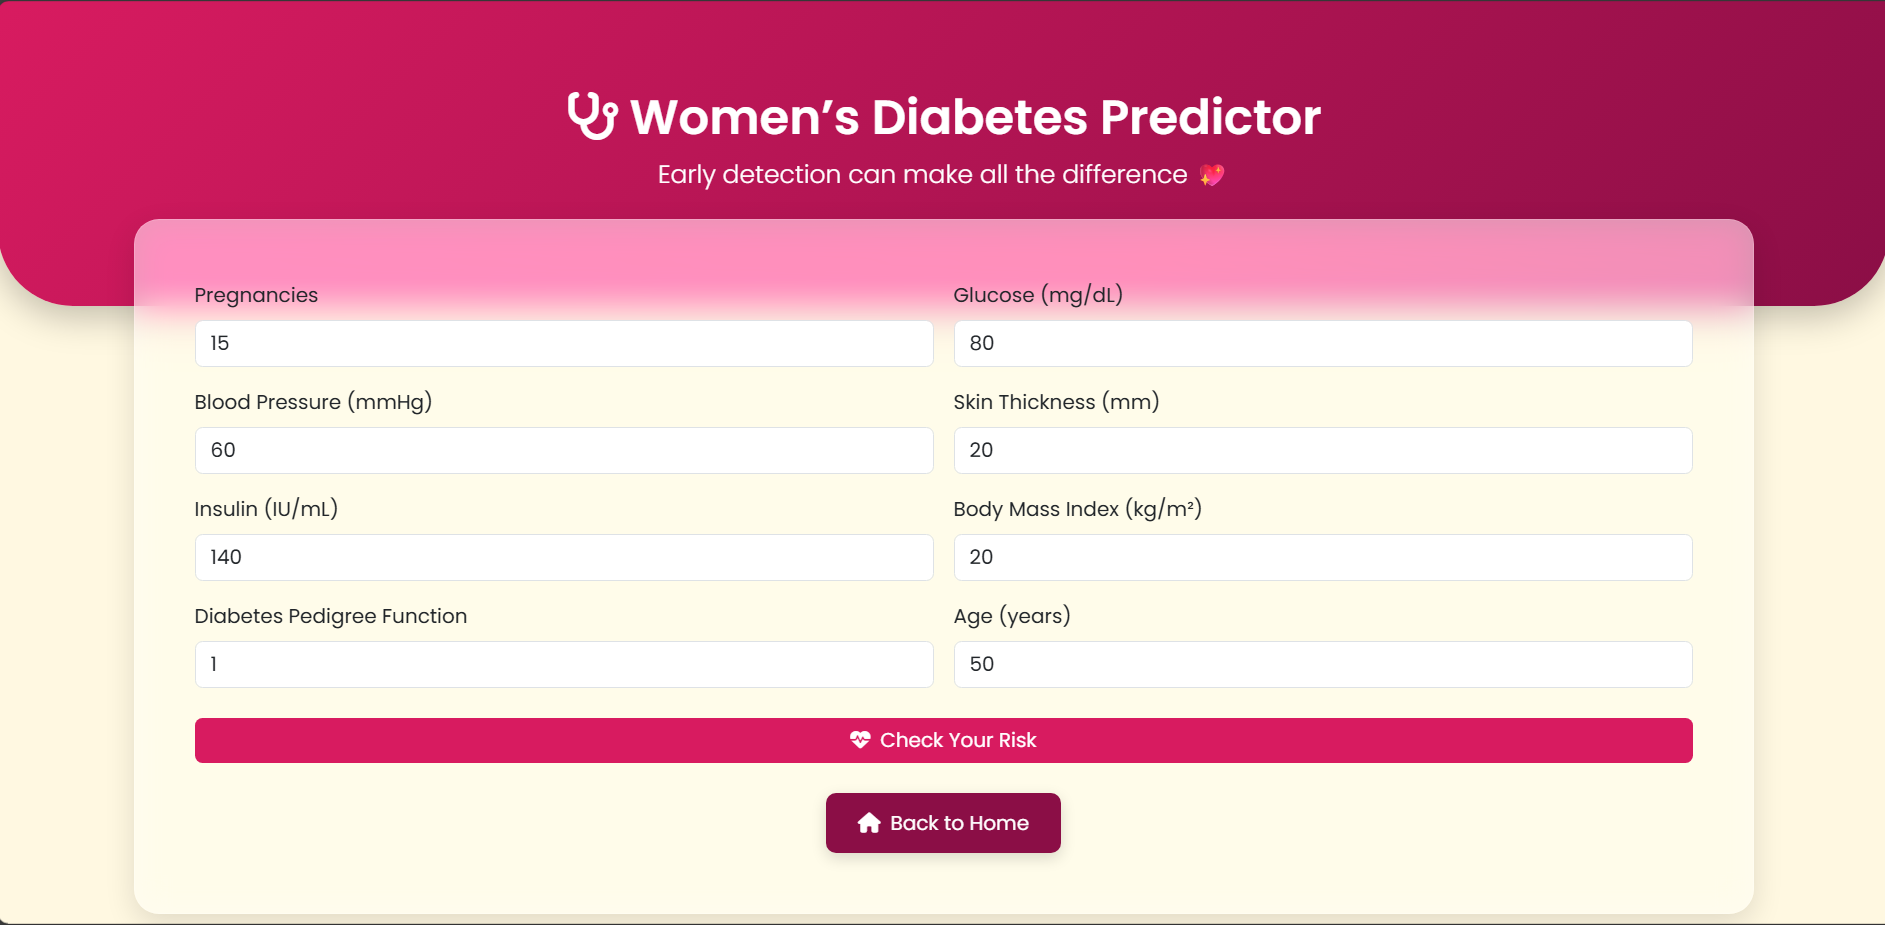 Women’s Diabetes Predictor
Early detection can make all the difference 💖
Pregnancies
15
Glucose (mg/dL)
80
Blood Pressure (mmHg)
60
Skin Thickness (mm)
20
Insulin (IU/mL)
140
Body Mass Index (kg/m²)
20
Diabetes Pedigree Function
1
Age (years)
50
Check Your Risk
Back to Home